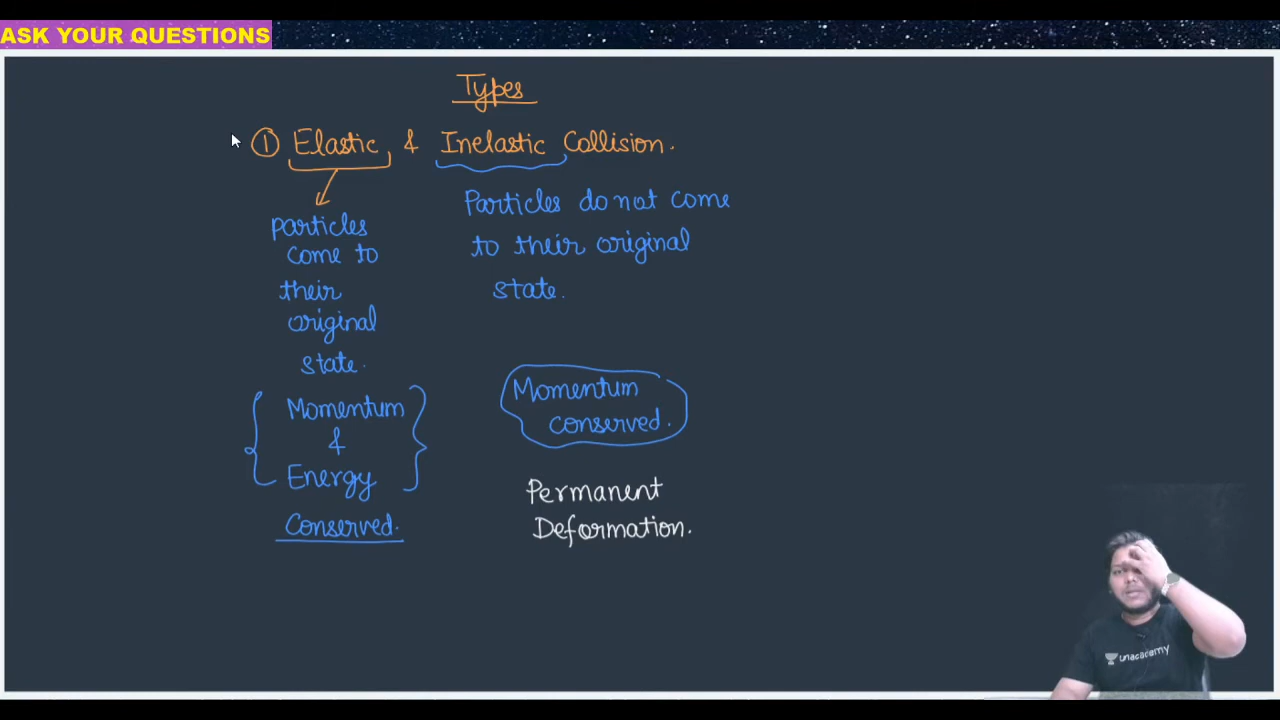 ASK YOUR QUESTIONS
Types
① Elastic & Inelastic Collision.
particles
come to
their
original
state.
Momentum
&
Energy
Conserved.
Particles do not come
to their original
state.
Momentum
conserved.
Permanent
Deformation.
unacademy